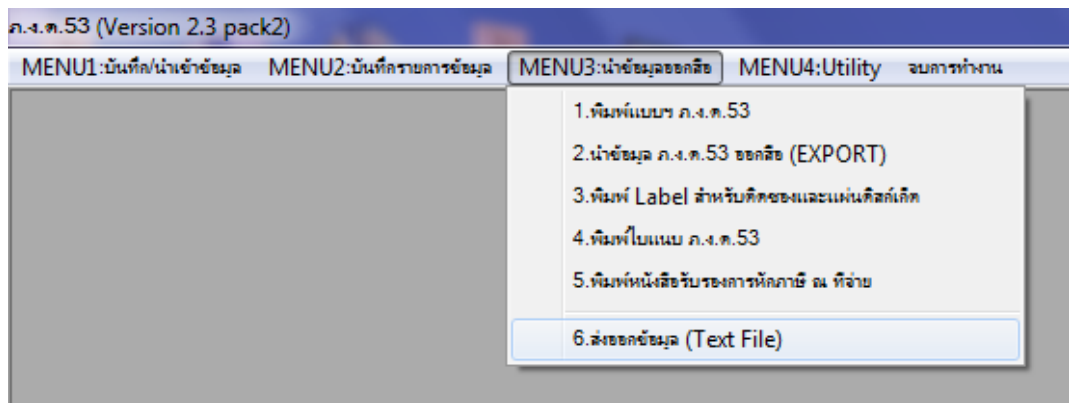 ภ.ง.ด.53 (Version 2.3 pack2)
MENU1:บันทึก/นำเข้าข้อมูล MENU2:บันทึกรายการข้อมูล MENU3:นำข้อมูลออกสื่อ MENU4:Utility จบการทำงาน
1.พิมพ์แบบฯ ภ.ง.ด.53
2.นำข้อมูล ภ.ง.ด.53 ออกสื่อ (EXPORT)
3.พิมพ์ Label สำหรับติดซองและแผ่นดิสก์เก็ต
4.พิมพ์ใบแนบ ภ.ง.ด.53
5.พิมพ์หนังสือรับรองการหักภาษี ณ ที่จ่าย
6.ส่งออกข้อมูล (Text File)